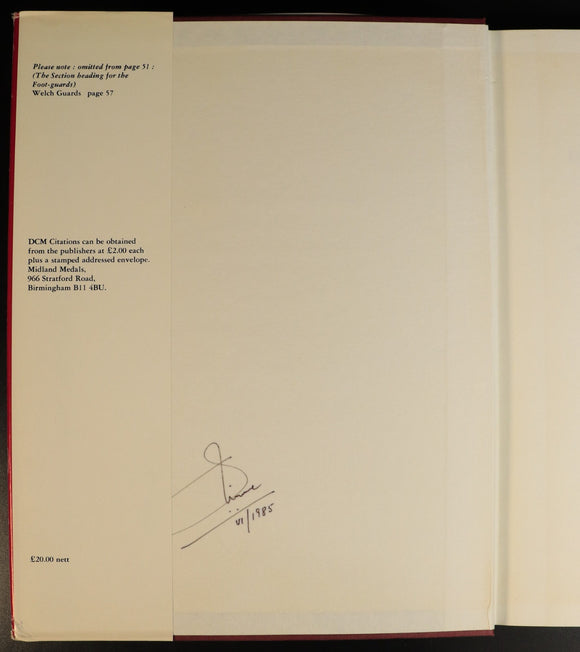 Please note : omitted from page 51 :
(The Section heading for the
Foot-guards)
Welch Guards page 57
DCM Citations can be obtained
from the publishers at £2.00 each
plus a stamped addressed envelope.
Midland Medals,
966 Stratford Road,
Birmingham B11 4BU.
VI/1985
£20.00 nett